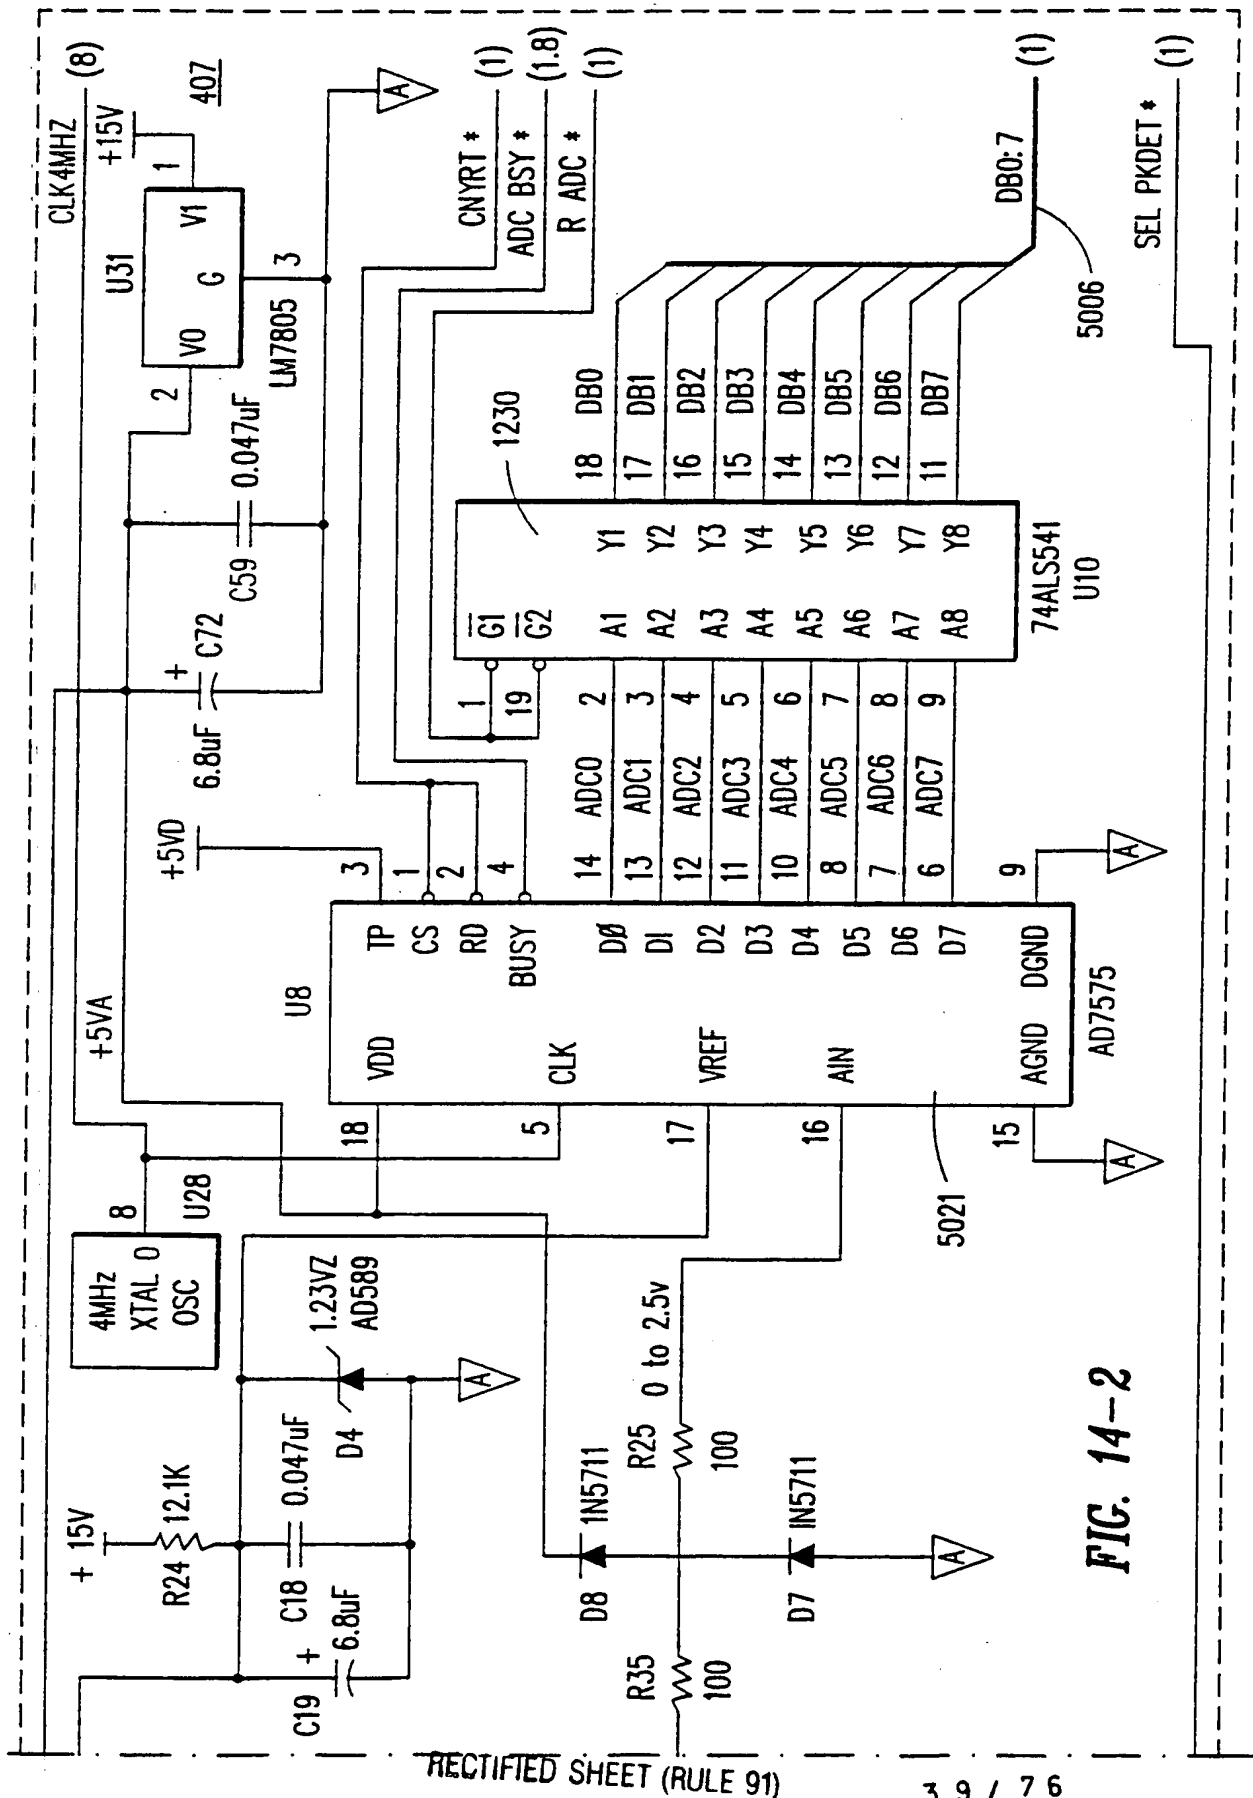 CLK4MHZ (8)
+15V
407
1
U31
V0 G V1
2
3
LM7805
A
CNYRT * (1)
ADC BSY * (1.8)
R ADC * (1)
C59 0.047uF
+ C72
6.8uF
+5VA
+5VD
4MHz
XTAL O
OSC
8
U28
+ 15V
R24 12.1K
C18 0.047uF
C19 + 6.8uF
D4
1.23VZ
AD589
A
U8
18 VDD
5 CLK
17 VREF
16 AIN
15 AGND
TP 3
CS 1
RD 2
BUSY 4
DØ 14 ADC0
DI 13 ADC1
D2 12 ADC2
D3 11 ADC3
D4 10 ADC4
D5 8 ADC5
D6 7 ADC6
D7 6 ADC7
DGND 9
A
A
AD7575
5021
1230
1 G1
19 G2
2 A1 Y1 18 DB0
3 A2 Y2 17 DB1
4 A3 Y3 16 DB2
5 A4 Y4 15 DB3
6 A5 Y5 14 DB4
7 A6 Y6 13 DB5
8 A7 Y7 12 DB6
9 A8 Y8 11 DB7
74ALS541
U10
DB0:7 (1)
5006
SEL PKDET * (1)
D8 1N5711
R35
100
R25 0 to 2.5v
100
D7 IN5711
A
FIG. 14-2
RECTIFIED SHEET (RULE 91)
39/76